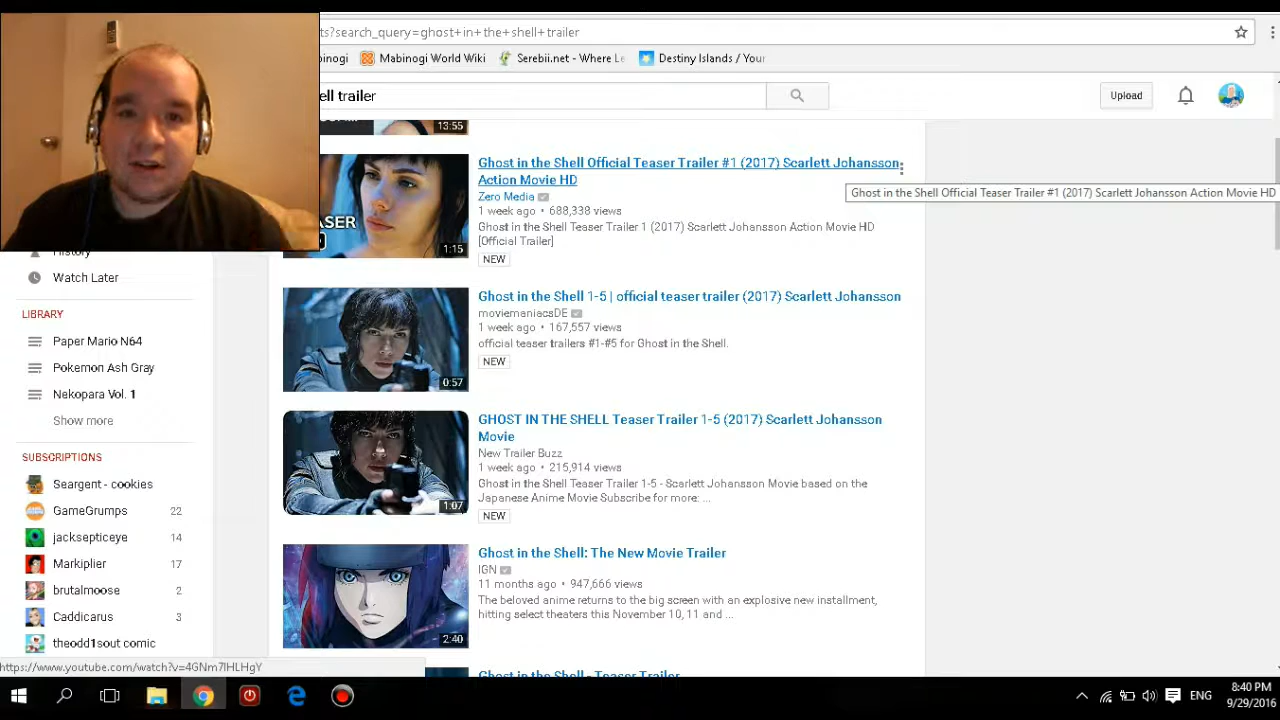 ts?search_query=ghost+in+the+shell+trailer
inogi
Mabinogi World Wiki
Serebii.net - Where Le
Destiny Islands / Your
ell trailer
Upload
13:55
Ghost in the Shell Official Teaser Trailer #1 (2017) Scarlett Johansson
Action Movie HD
Ghost in the Shell Official Teaser Trailer #1 (2017) Scarlett Johansson Action Movie HD
Zero Media
1 week ago • 688,338 views
Ghost in the Shell Teaser Trailer 1 (2017) Scarlett Johansson Action Movie HD
[Official Trailer]
NEW
ASER
1:15
History
Watch Later
LIBRARY
Paper Mario N64
Pokemon Ash Gray
Nekopara Vol. 1
Show more
Ghost in the Shell 1-5 | official teaser trailer (2017) Scarlett Johansson
moviemaniacsDE
1 week ago • 167,557 views
official teaser trailers #1-#5 for Ghost in the Shell.
NEW
0:57
GHOST IN THE SHELL Teaser Trailer 1-5 (2017) Scarlett Johansson
Movie
New Trailer Buzz
1 week ago • 215,914 views
Ghost in the Shell Teaser Trailer 1-5 - Scarlett Johansson Movie based on the
Japanese Anime Movie Subscribe for more: ...
NEW
1:07
SUBSCRIPTIONS
Seargent - cookies
GameGrumps 22
jacksepticeye 14
Markiplier 17
brutalmoose 2
Caddicarus 3
theodd1sout comic
Ghost in the Shell: The New Movie Trailer
IGN
11 months ago • 947,666 views
The beloved anime returns to the big screen with an explosive new installment,
hitting select theaters this November 10, 11 and ...
2:40
Ghost in the Shell - Teaser Trailer
https://www.youtube.com/watch?v=4GNm7IHLHgY
ENG
8:40 PM
9/29/2016